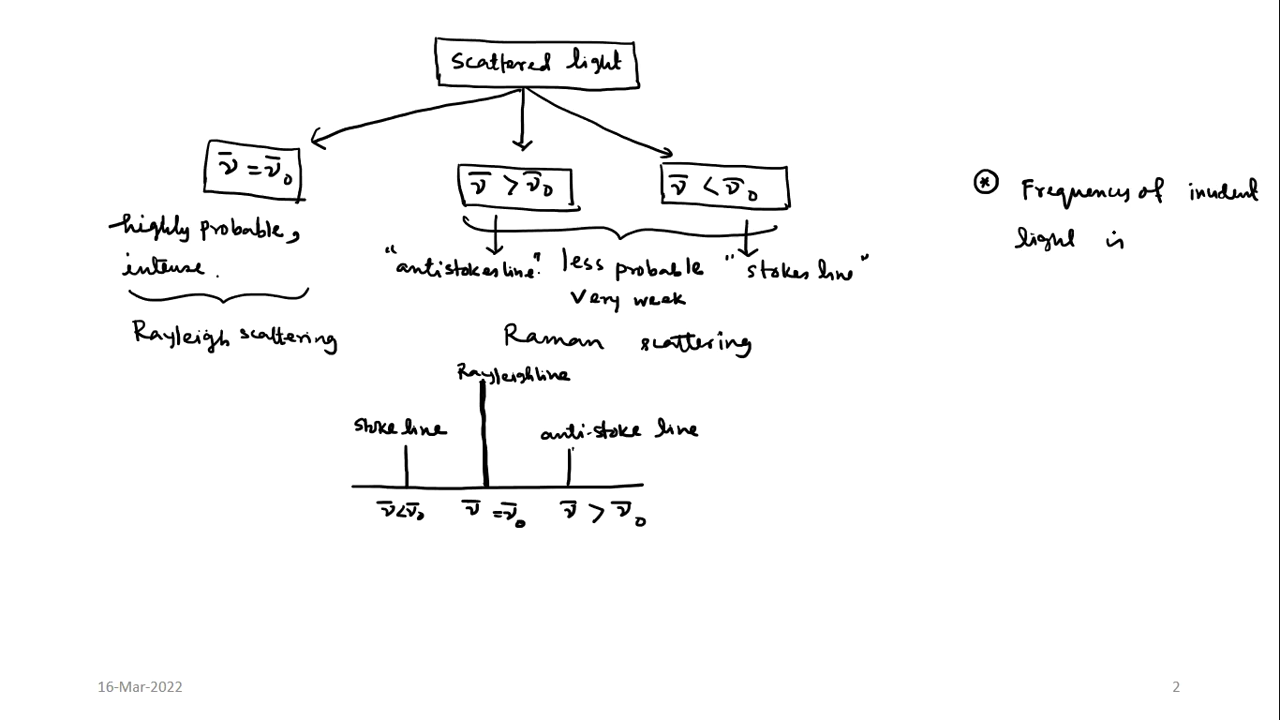 Scattered light
ν̄ = ν̄₀
ν̄ > ν̄₀
ν̄ < ν̄₀
highly probable,
intense.
Rayleigh scattering
"antistokes line"
less probable
very weak
"stokes line"
Raman scattering
Rayleigh line
stoke line
anti-stoke line
ν̄<ν̄₀
ν̄ =ν̄₀
ν̄ > ν̄₀
* Frequency of incident
light is
16-Mar-2022
2